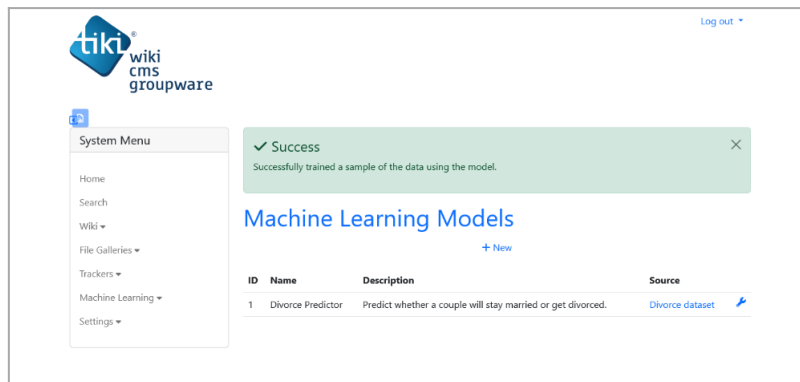 Log out
tiki®
wiki
cms
groupware
System Menu
Home
Search
Wiki
File Galleries
Trackers
Machine Learning
Settings
Success
Successfully trained a sample of the data using the model.
Machine Learning Models
+ New
ID Name Description Source
1 Divorce Predictor Predict whether a couple will stay married or get divorced. Divorce dataset